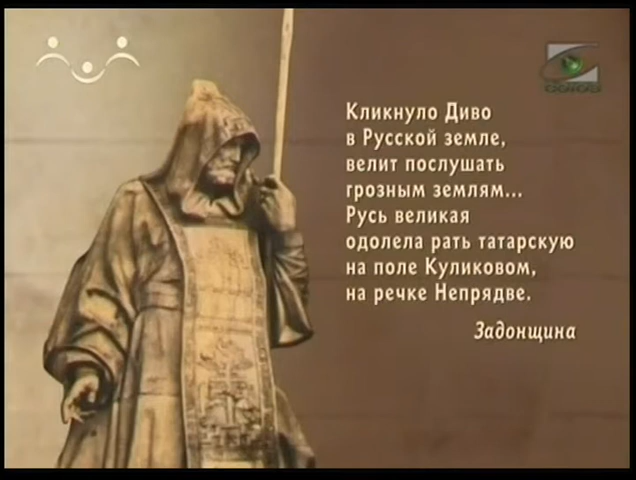 Кликнуло Диво
в Русской земле,
велит послушать
грозным землям...
Русь великая
одолела рать татарскую
на поле Куликовом,
на речке Непрядве.
Задонщина